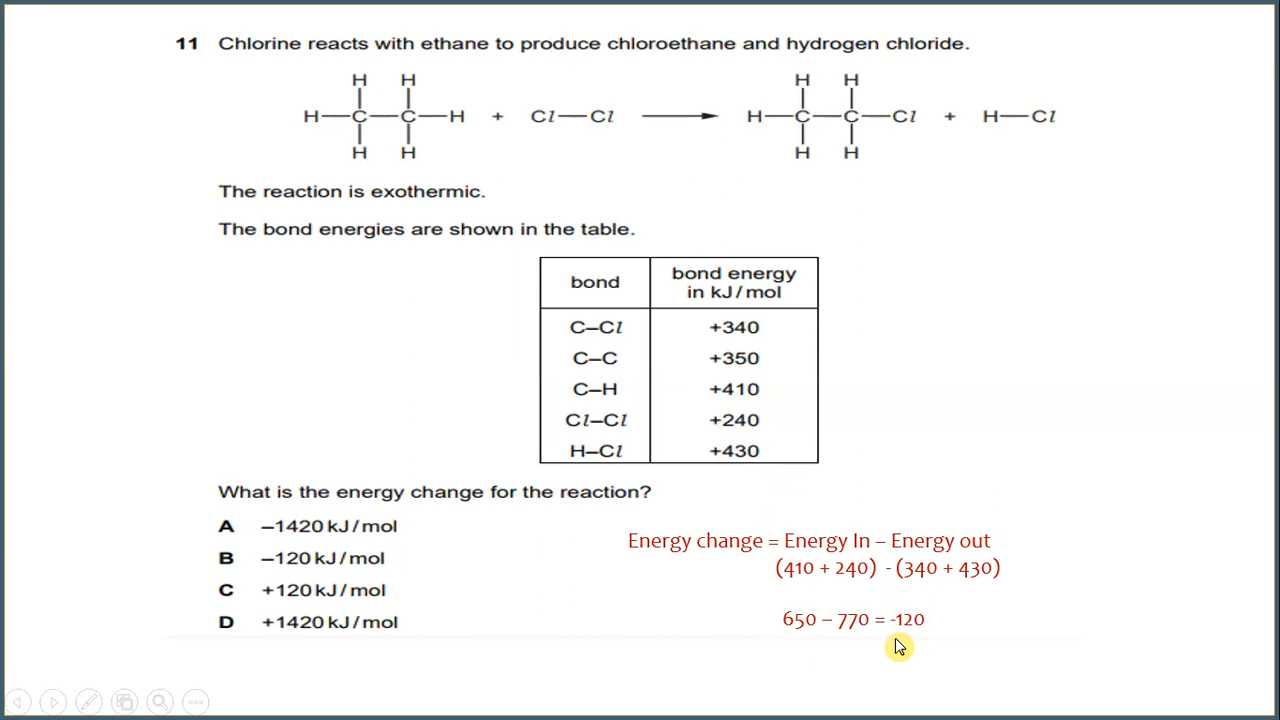 11 Chlorine reacts with ethane to produce chloroethane and hydrogen chloride.
H H H H
H—C—C—H + Cl—Cl ⟶ H—C—C—Cl + H—Cl
H H H H
The reaction is exothermic.
The bond energies are shown in the table.
bond bond energy
in kJ / mol
C–Cl +340
C–C +350
C–H +410
Cl–Cl +240
H–Cl +430
What is the energy change for the reaction?
A –1420 kJ / mol
B –120 kJ / mol
C +120 kJ / mol
D +1420 kJ / mol
Energy change = Energy In – Energy out
(410 + 240) - (340 + 430)
650 – 770 = -120